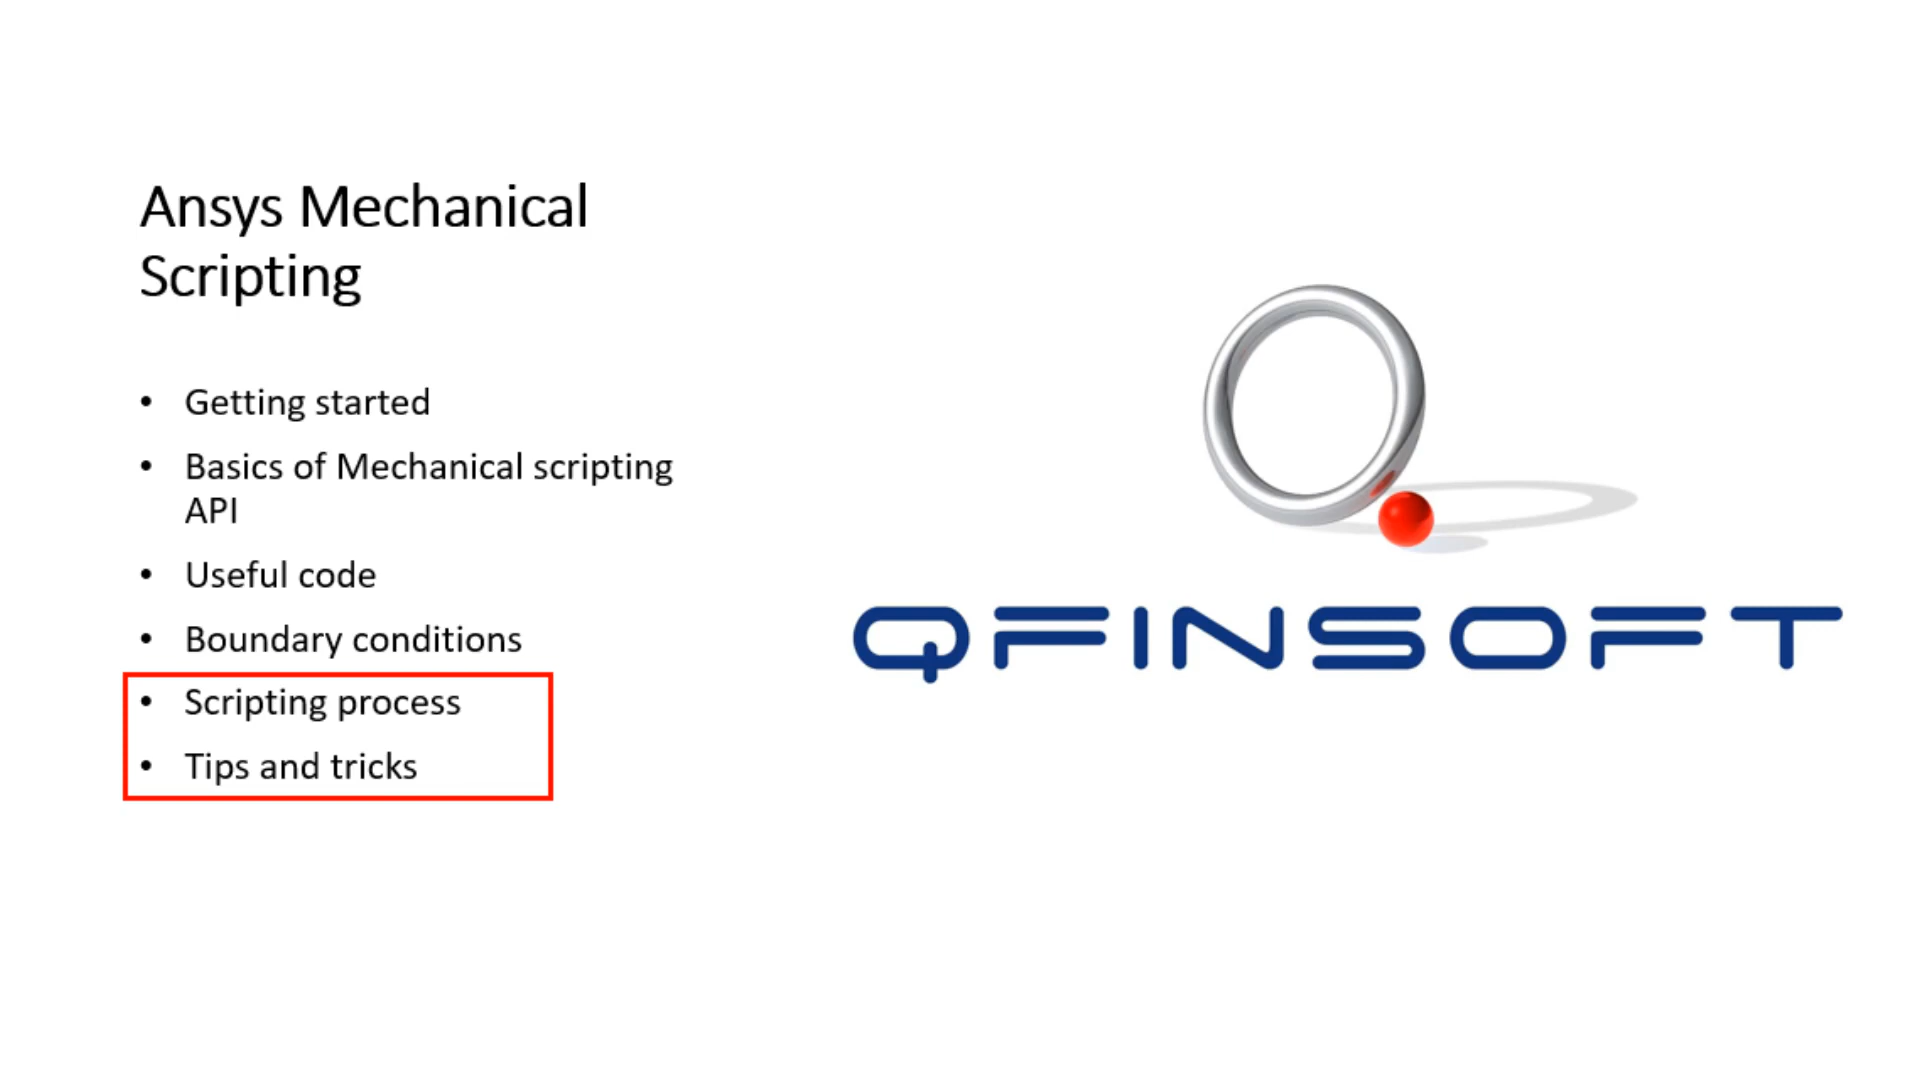 Ansys Mechanical
Scripting
• Getting started
• Basics of Mechanical scripting
API
• Useful code
• Boundary conditions
• Scripting process
• Tips and tricks
QFINSOFT